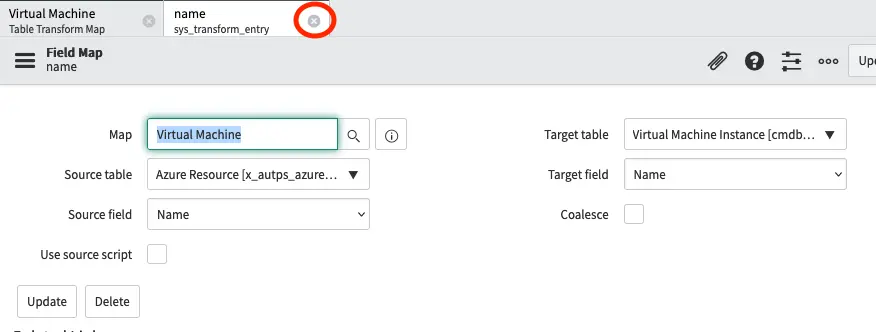 Virtual Machine
Table Transform Map
name
sys_transform_entry
Field Map
name
Map
Virtual Machine
Target table
Virtual Machine Instance [cmdb...
Source table
Azure Resource [x_autps_azure...
Target field
Name
Source field
Name
Coalesce
Use source script
Update
Delete